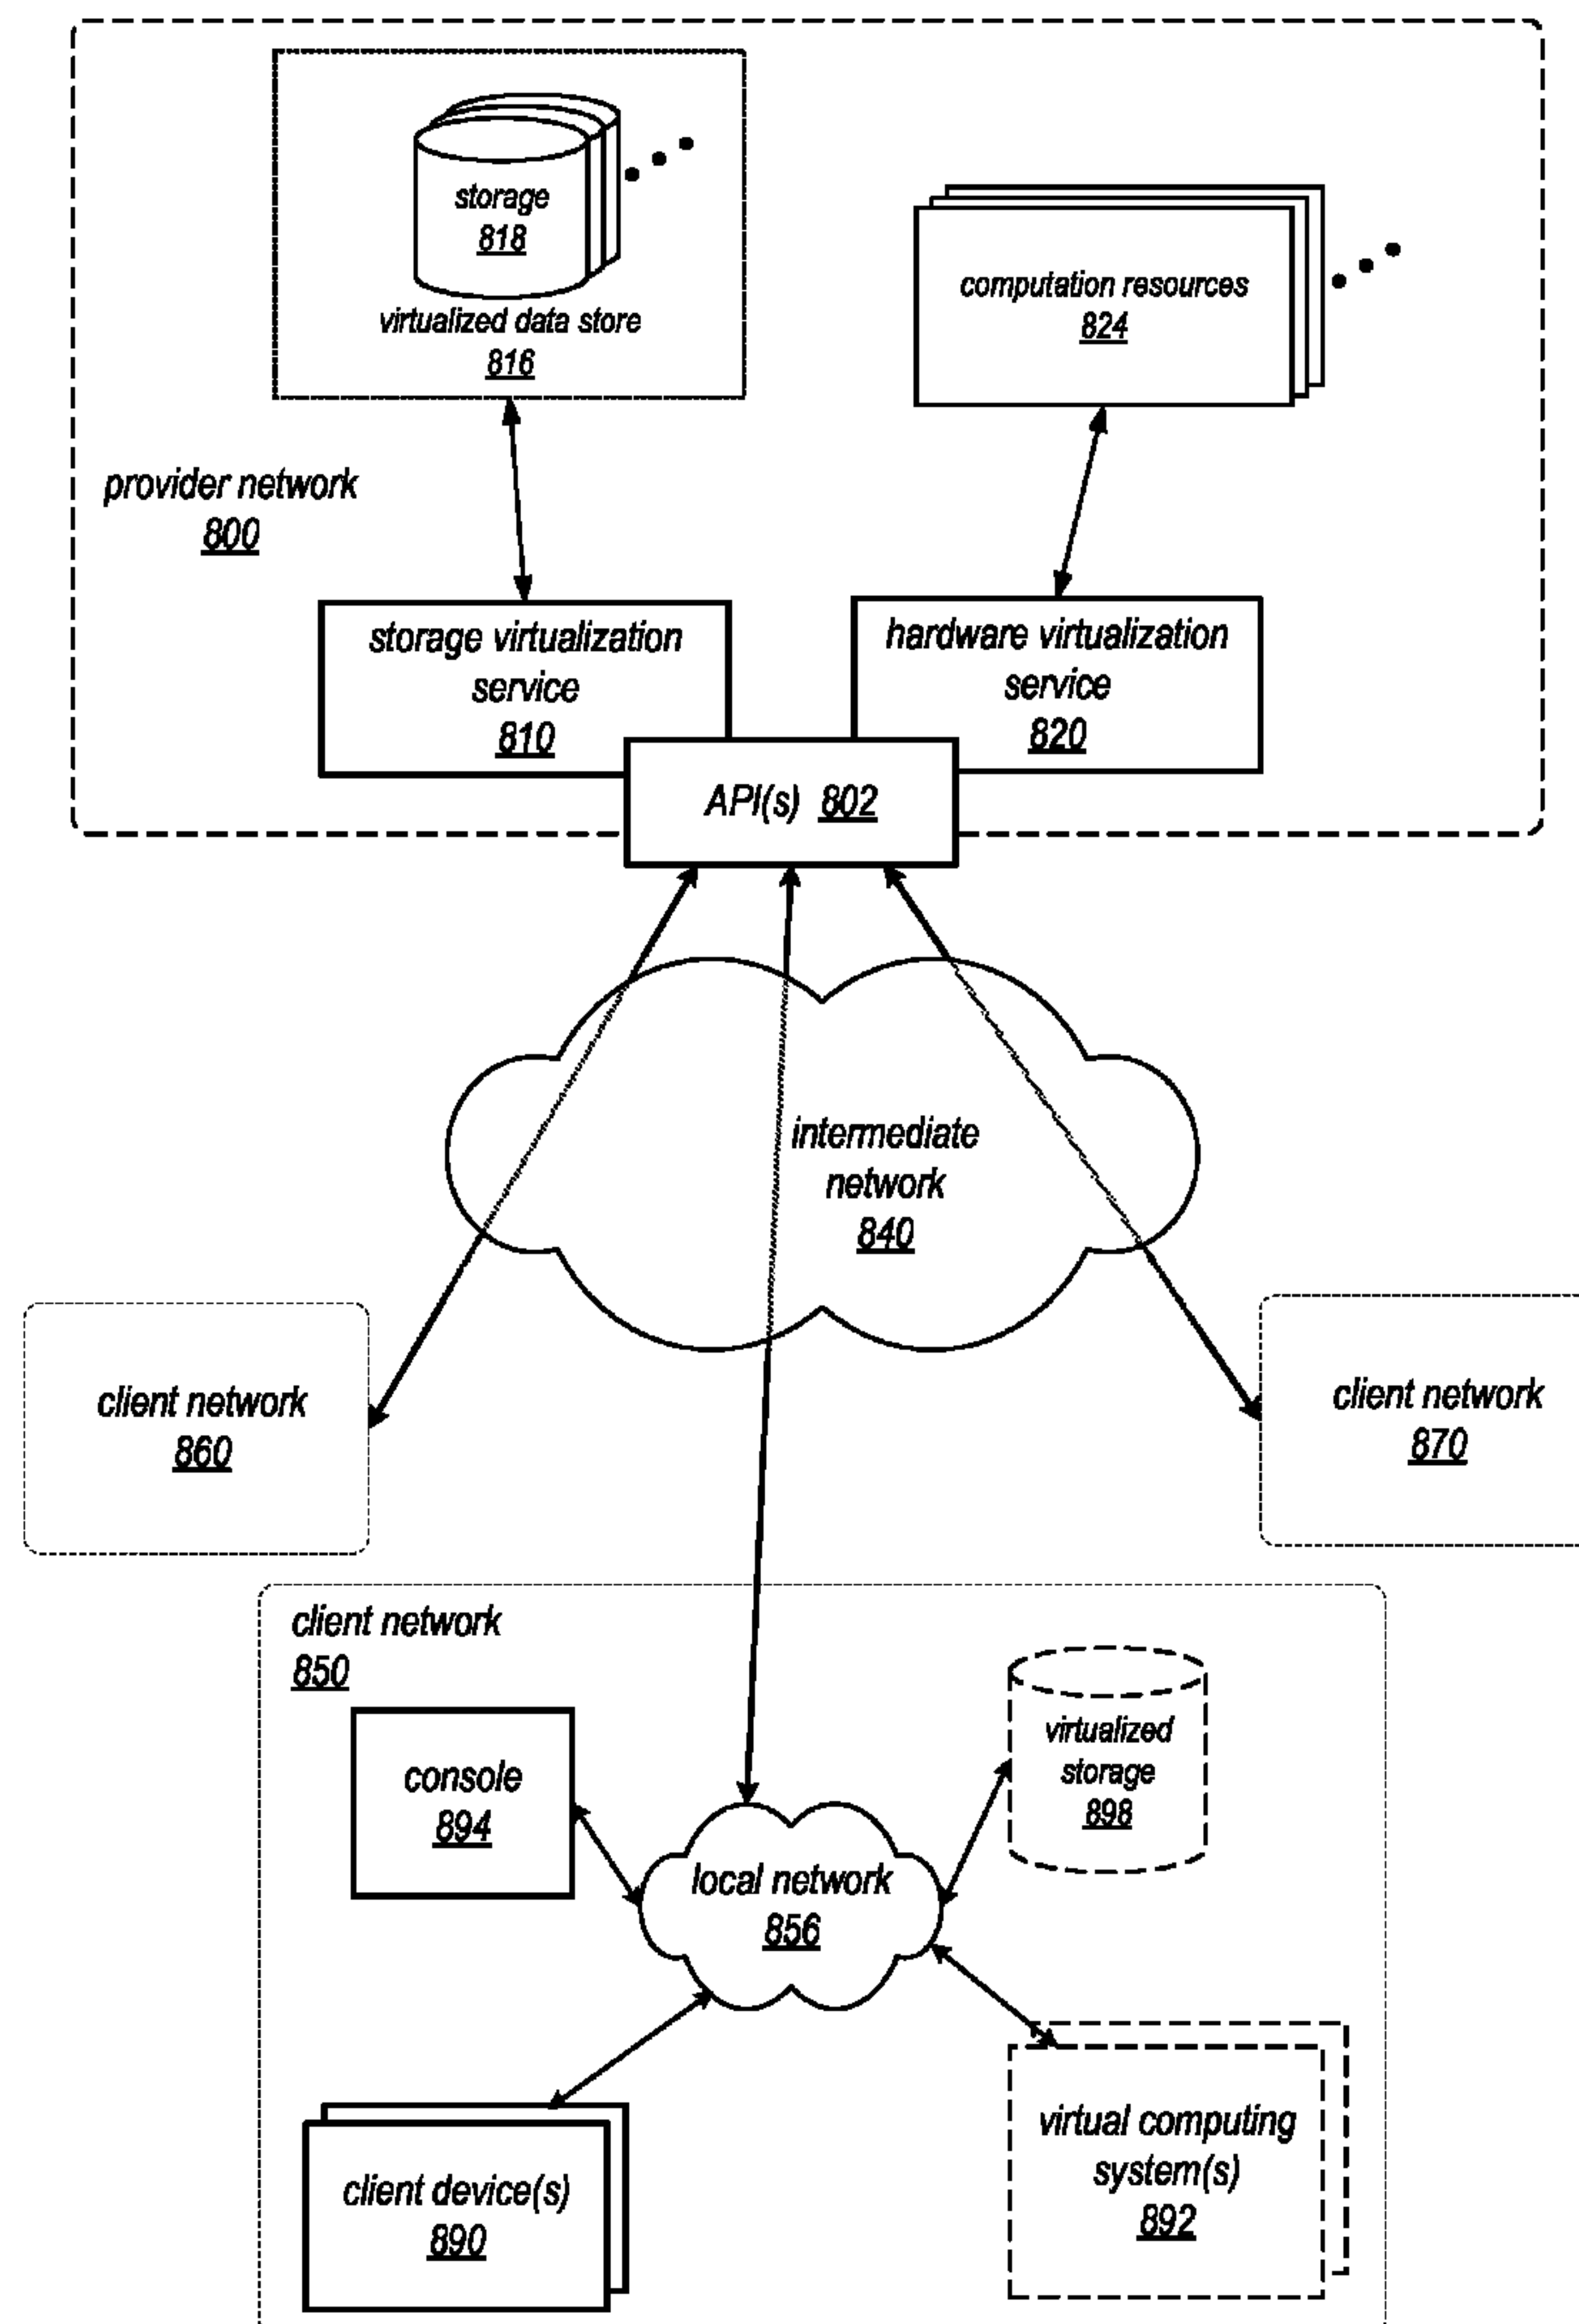 storage
818
virtualized data store
816
computation resources
824
provider network
800
storage virtualization
service
810
hardware virtualization
service
820
API(s) 802
intermediate
network
840
client network
860
client network
870
client network
850
console
894
virtualized
storage
898
local network
856
client device(s)
890
virtual computing
system(s)
892